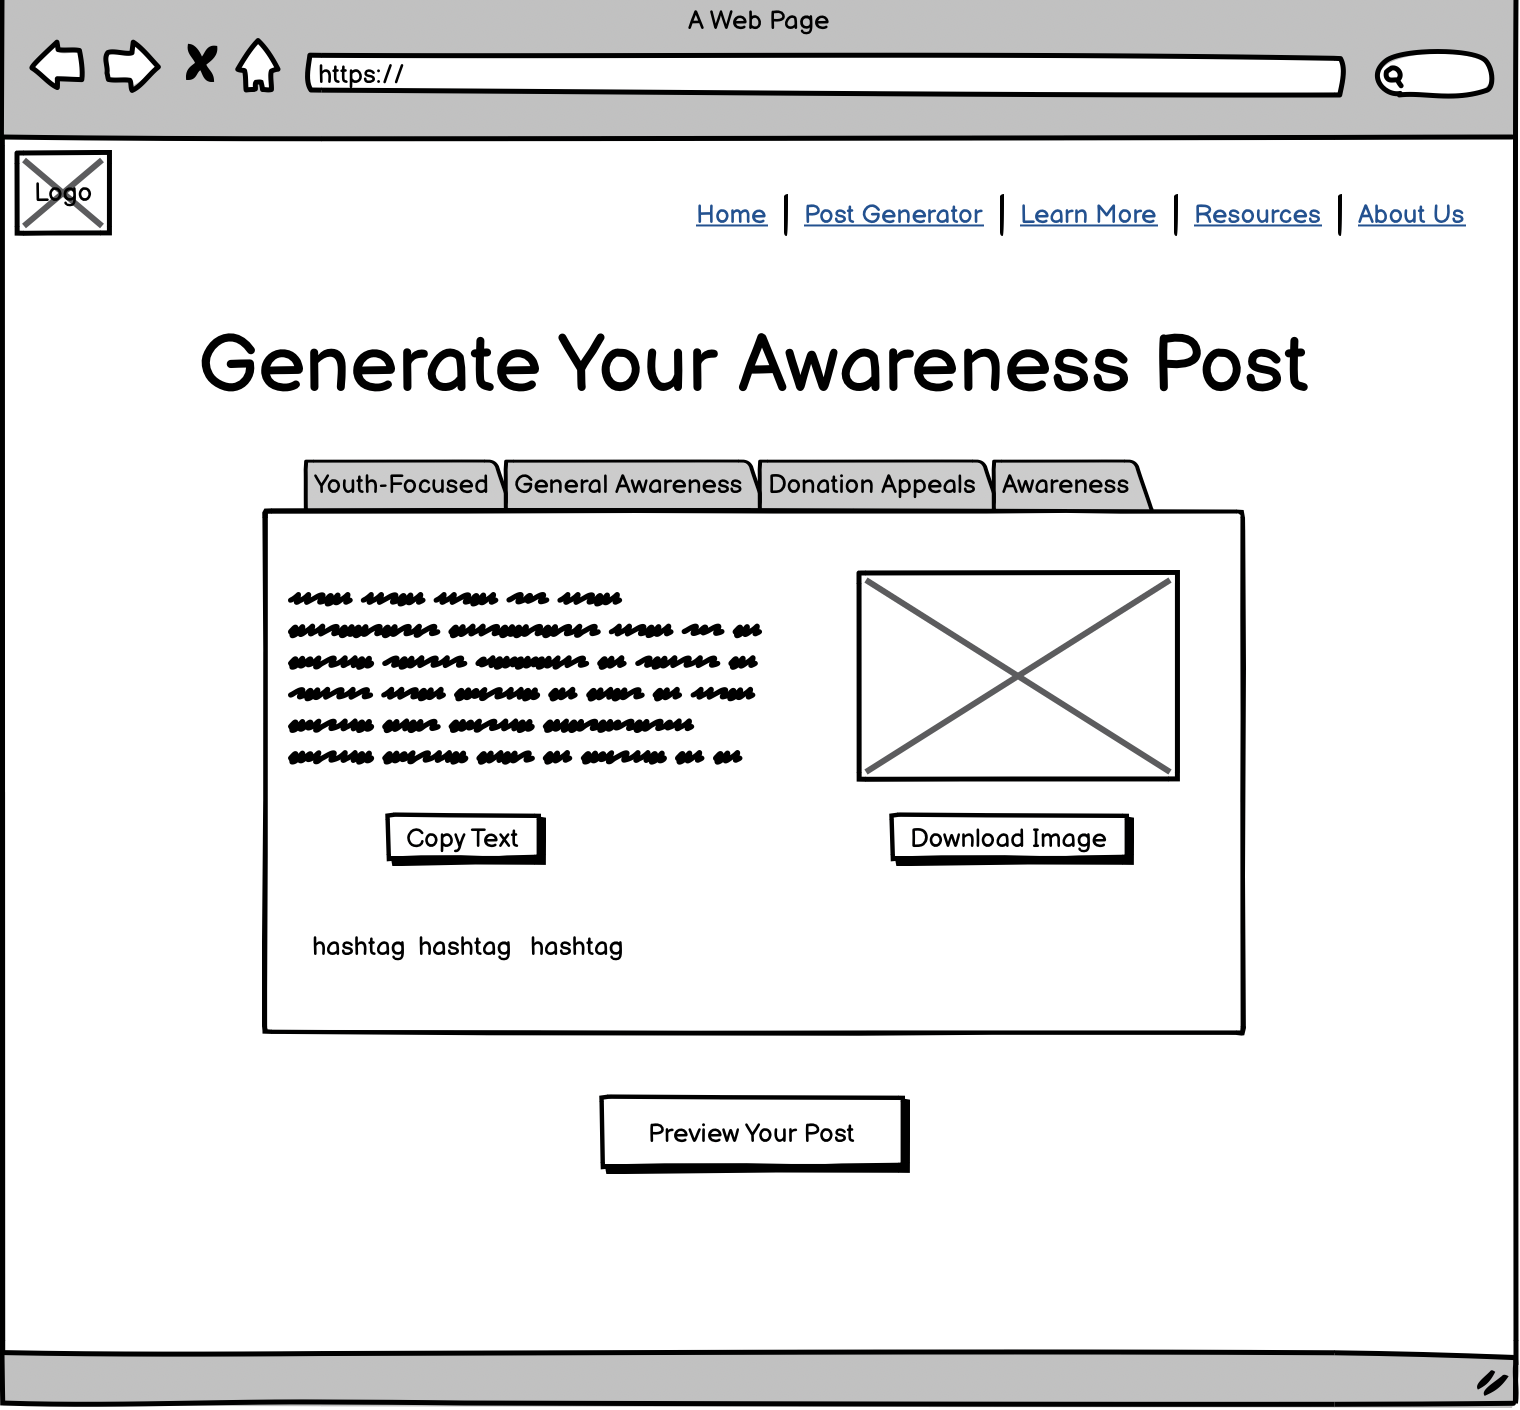 A Web Page
https://
Logo
Home Post Generator Learn More Resources About Us
Generate Your Awareness Post
Youth-Focused General Awareness Donation Appeals Awareness
Copy Text Download Image
hashtag hashtag hashtag
Preview Your Post